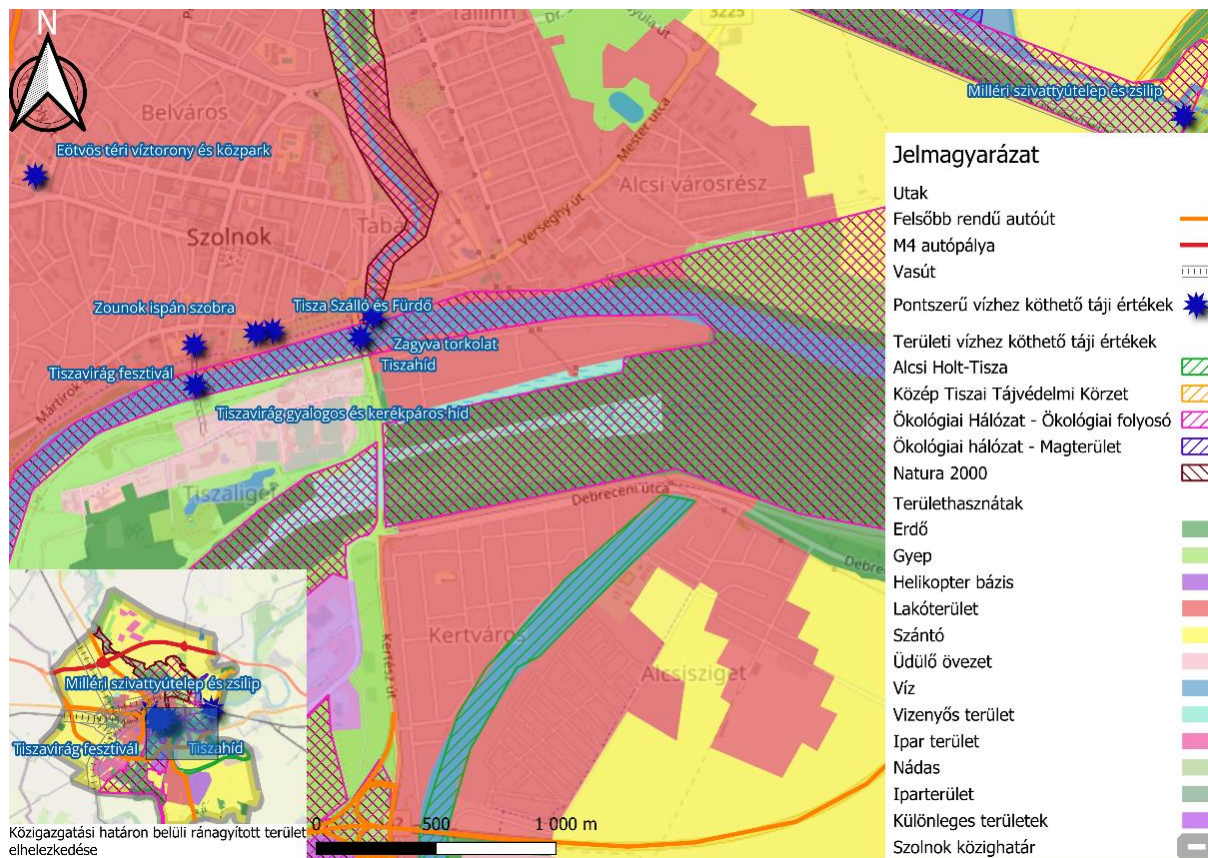 N
Tallinn
Dr.
Gyula út
3225
Belváros
Milléri szivattyútelep és zsilip
Mester utca
Eötvös téri víztorony és közpark
Alcsi városrész
Szolnok
Verseghy út
Zounok ispán szobra
Tisza Szálló és Fürdő
Zagyva torkolat
Tiszahíd
Tiszavirág fesztivál
Mártírok
Tiszavirág gyalogos és kerékpáros híd
Tiszaliget
Debreceni utca
Kertváros
Kertész út
Alcsisziget
Milléri szivattyútelep és zsilip
Tiszavirág fesztivál
Tiszahíd
Közigazgatási határon belüli ránagyított terület
elhelezkedése
0 500 1 000 m
Jelmagyarázat
Utak
Felsőbb rendű autóút
M4 autópálya
Vasút
Pontszerű vízhez köthető táji értékek
Területi vízhez köthető táji értékek
Alcsi Holt-Tisza
Közép Tiszai Tájvédelmi Körzet
Ökológiai Hálózat - Ökológiai folyosó
Ökológiai hálózat - Magterület
Natura 2000
Területhasznátak
Erdő
Gyep
Helikopter bázis
Lakóterület
Szántó
Üdülő övezet
Víz
Vizenyős terület
Ipar terület
Nádas
Iparterület
Különleges területek
Szolnok közighatár